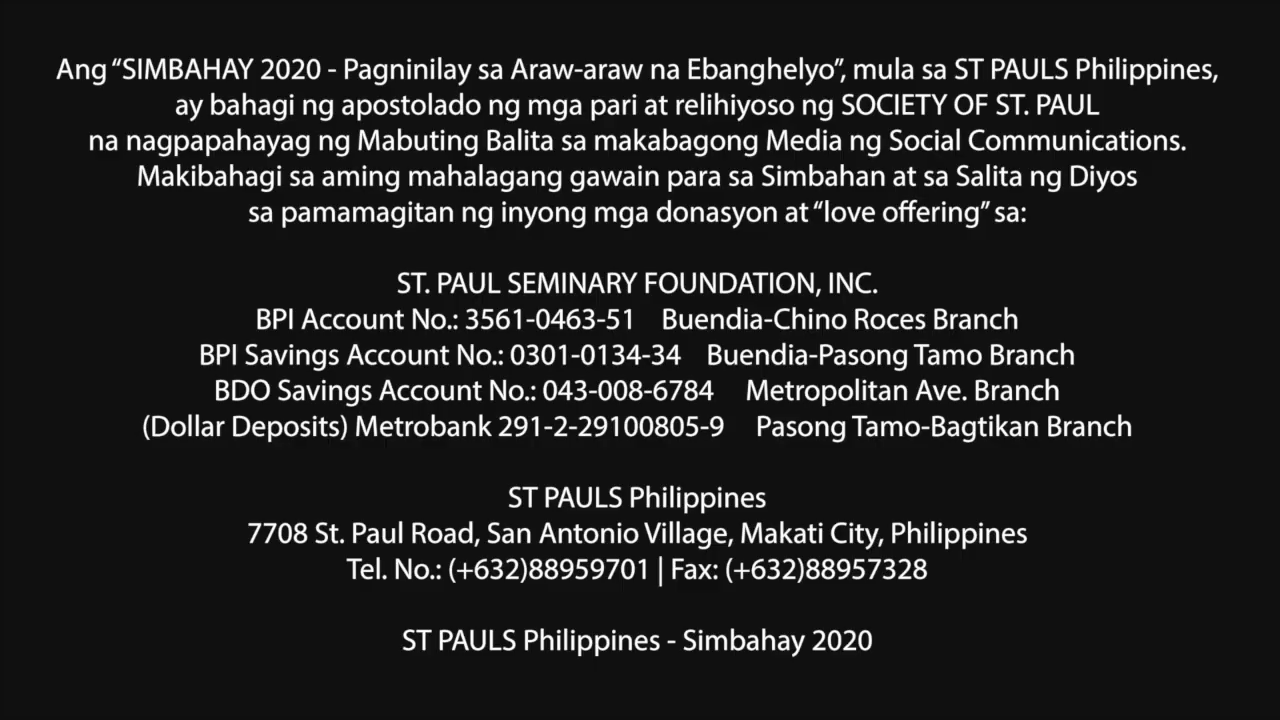 Ang “SIMBAHAY 2020 - Pagninilay sa Araw-araw na Ebanghelyo”, mula sa ST PAULS Philippines,
ay bahagi ng apostolado ng mga pari at relihiyoso ng SOCIETY OF ST. PAUL
na nagpapahayag ng Mabuting Balita sa makabagong Media ng Social Communications.
Makibahagi sa aming mahalagang gawain para sa Simbahan at sa Salita ng Diyos
sa pamamagitan ng inyong mga donasyon at “love offering” sa:
ST. PAUL SEMINARY FOUNDATION, INC.
BPI Account No.: 3561-0463-51 Buendia-Chino Roces Branch
BPI Savings Account No.: 0301-0134-34 Buendia-Pasong Tamo Branch
BDO Savings Account No.: 043-008-6784 Metropolitan Ave. Branch
(Dollar Deposits) Metrobank 291-2-29100805-9 Pasong Tamo-Bagtikan Branch
ST PAULS Philippines
7708 St. Paul Road, San Antonio Village, Makati City, Philippines
Tel. No.: (+632)88959701 | Fax: (+632)88957328
ST PAULS Philippines - Simbahay 2020